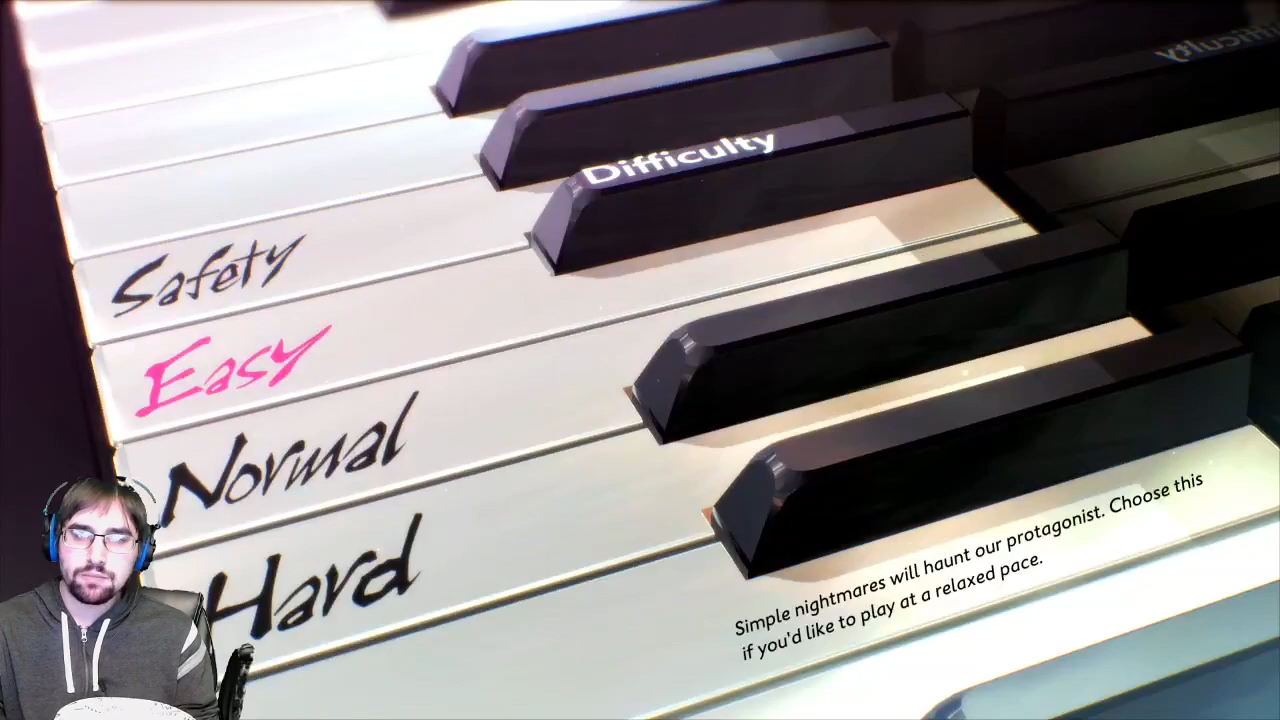 Difficulty
Safety
Easy
Normal
Hard
Simple nightmares will haunt our protagonist. Choose this
if you'd like to play at a relaxed pace.